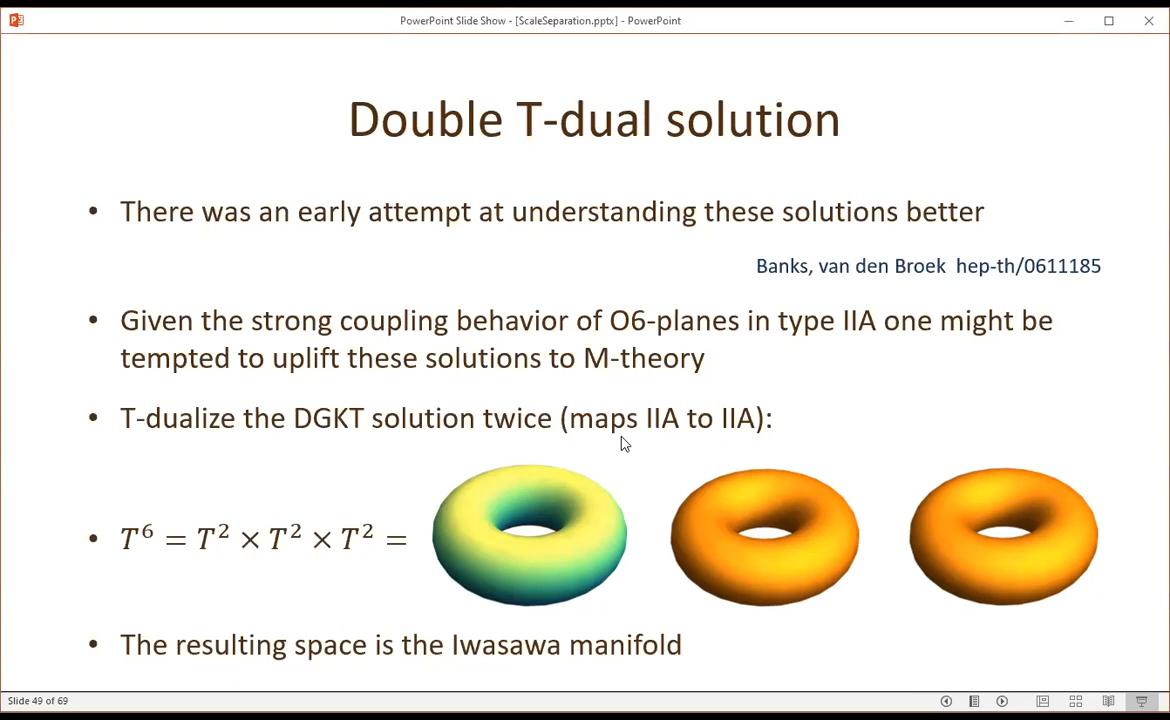 PowerPoint Slide Show - [ScaleSeparation.pptx] - PowerPoint
Double T-dual solution
• There was an early attempt at understanding these solutions better
Banks, van den Broek hep-th/0611185
• Given the strong coupling behavior of O6-planes in type IIA one might be
tempted to uplift these solutions to M-theory
• T-dualize the DGKT solution twice (maps IIA to IIA):
• T⁶ = T² × T² × T² =
• The resulting space is the Iwasawa manifold
Slide 49 of 69